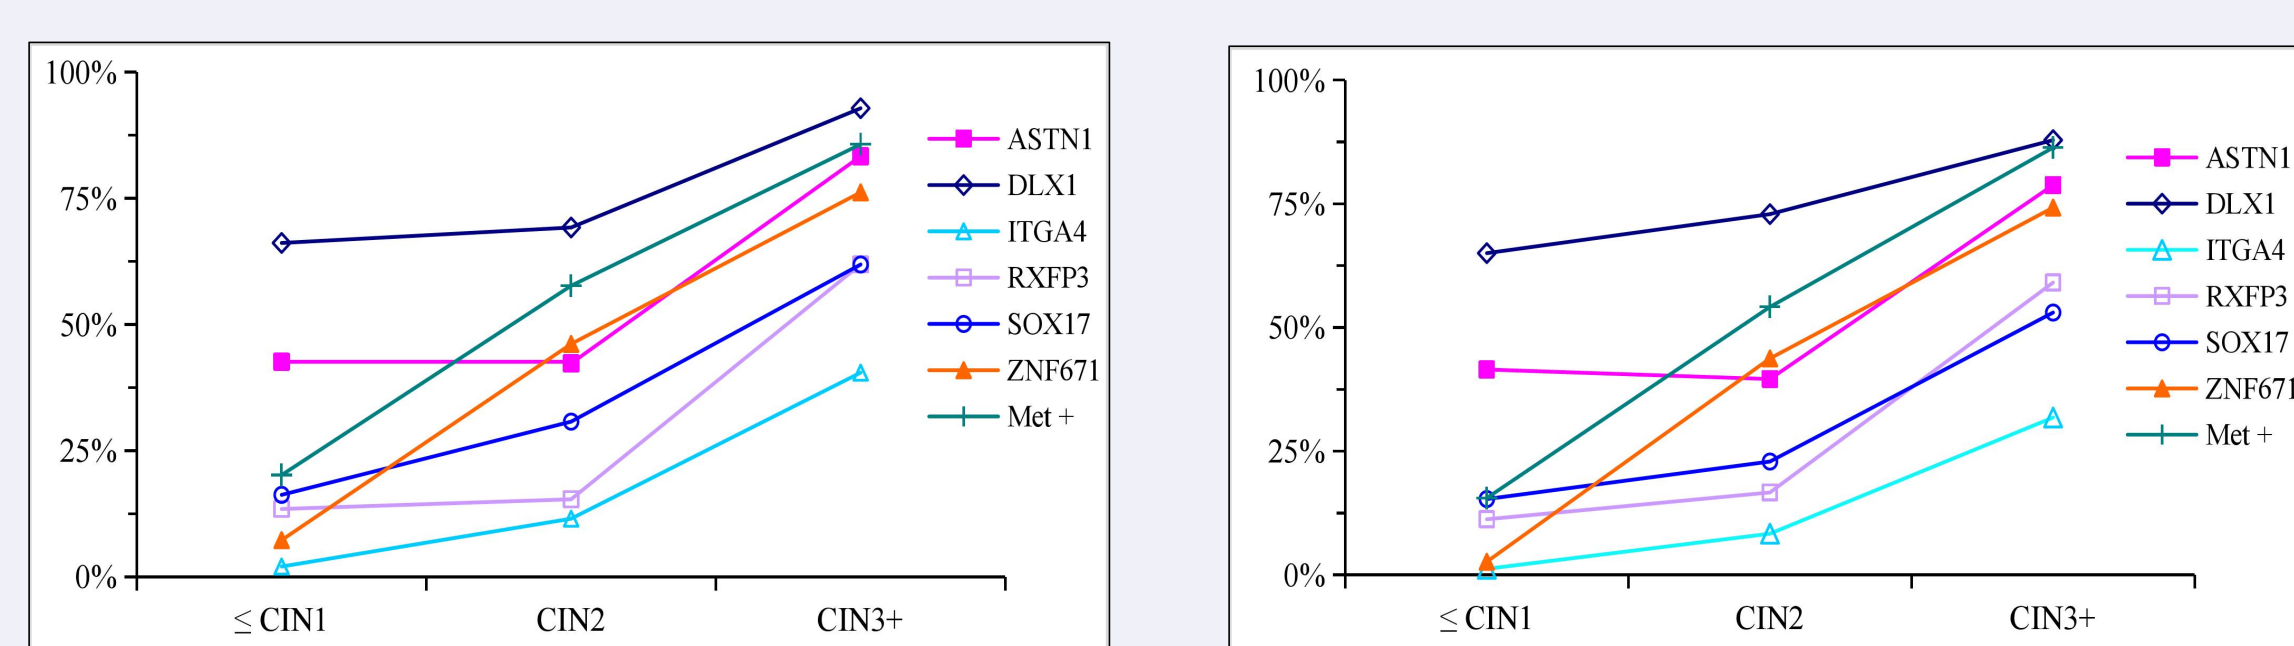 100%
75%
50%
25%
0%
≤ CIN1
CIN2
CIN3+
ASTN1
DLX1
ITGA4
RXFP3
SOX17
ZNF671
Met +
100%
75%
50%
25%
0%
≤ CIN1
CIN2
CIN3+
ASTN1
DLX1
ITGA4
RXFP3
SOX17
ZNF671
Met +